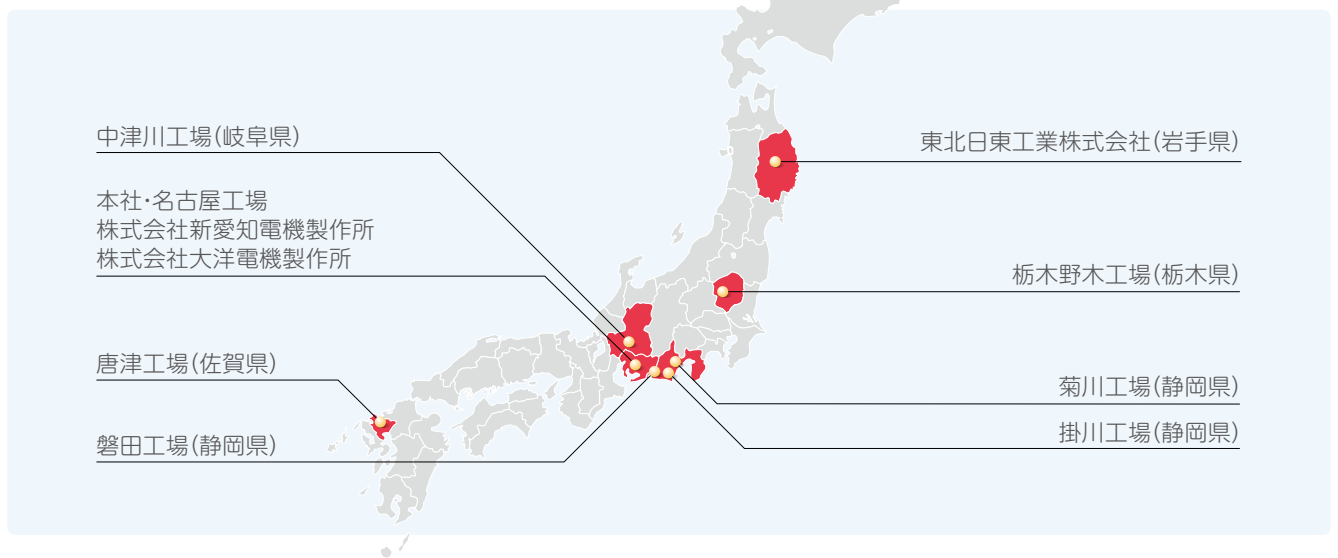 中津川工場(岐阜県)
本社・名古屋工場
株式会社新愛知電機製作所
株式会社大洋電機製作所
唐津工場(佐賀県)
磐田工場(静岡県)
東北日東工業株式会社(岩手県)
栃木野木工場(栃木県)
菊川工場(静岡県)
掛川工場(静岡県)